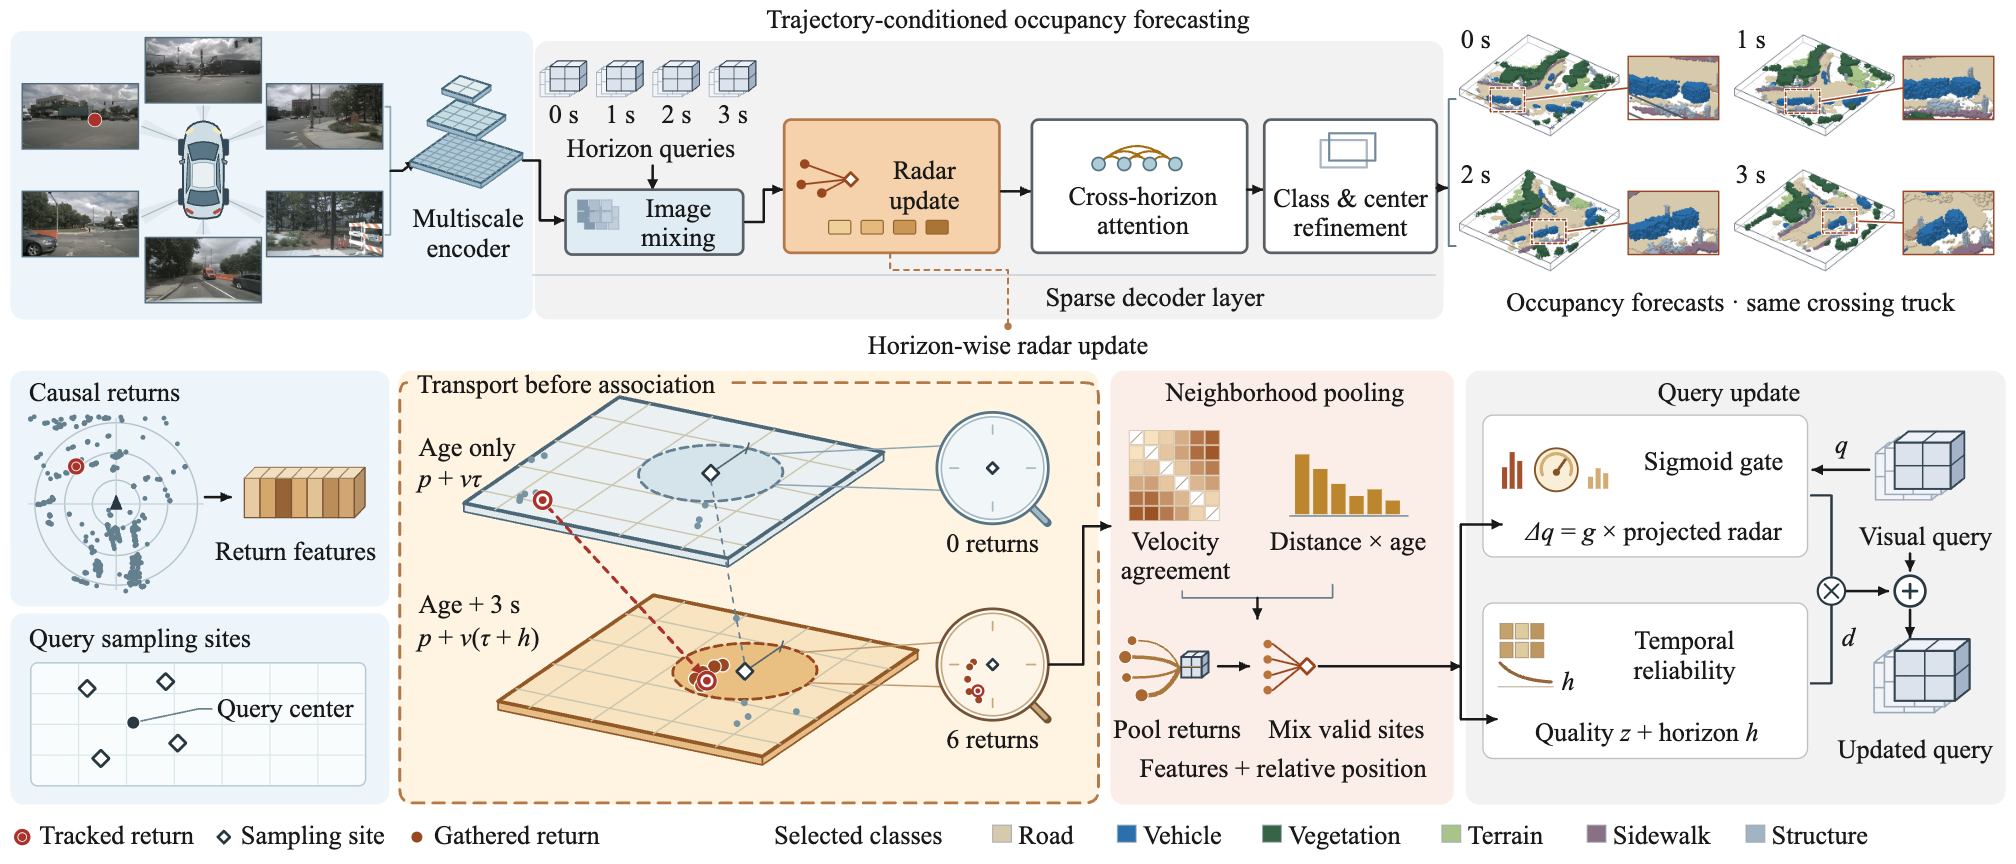 Trajectory-conditioned occupancy forecasting
0 s
1 s
2 s
3 s
Horizon queries
Multiscale
encoder
Image
mixing
Radar
update
Cross-horizon
attention
Class & center
refinement
Sparse decoder layer
0 s
1 s
2 s
3 s
Occupancy forecasts · same crossing truck
Horizon-wise radar update
Causal returns
Return features
Query sampling sites
Query center
Transport before association
Age only
p + vτ
0 returns
Age + 3 s
p + v(τ + h)
6 returns
Neighborhood pooling
Velocity
agreement
Distance × age
Pool returns
Mix valid sites
Features + relative position
Query update
Sigmoid gate
Δq = g × projected radar
q
Visual query
Temporal
reliability
h
Quality z + horizon h
d
Updated query
Tracked return
Sampling site
Gathered return
Selected classes
Road
Vehicle
Vegetation
Terrain
Sidewalk
Structure